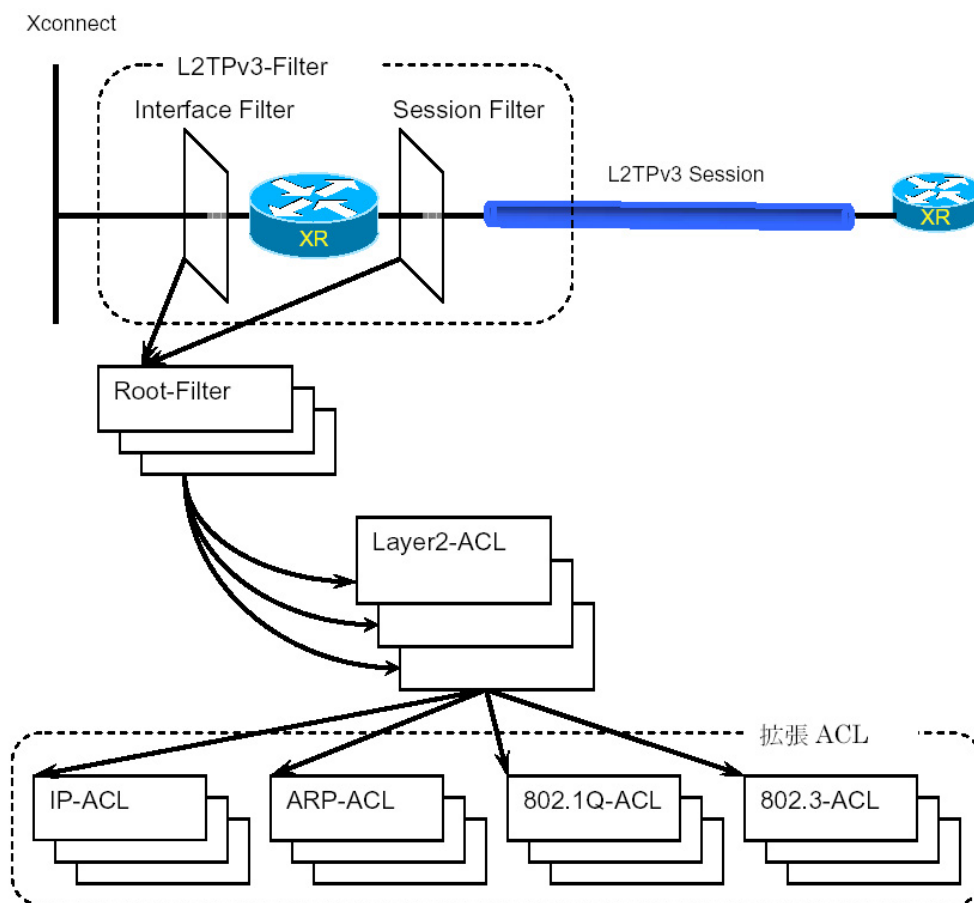 Xconnect
L2TPv3-Filter
Interface Filter
Session Filter
L2TPv3 Session
XR
XR
Root-Filter
Layer2-ACL
拡張 ACL
IP-ACL
ARP-ACL
802.1Q-ACL
802.3-ACL